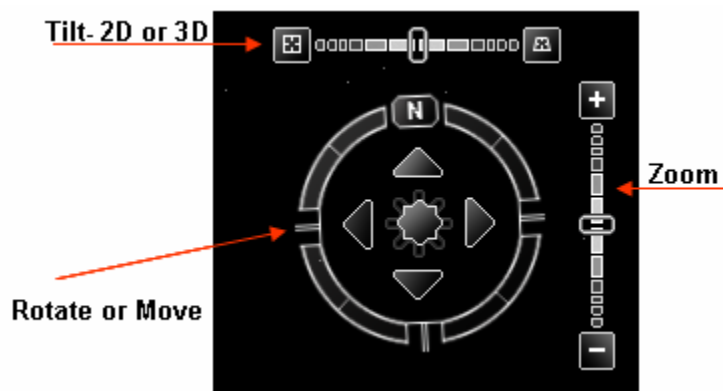 Tilt- 2D or 3D
N
+
Zoom
Rotate or Move
-